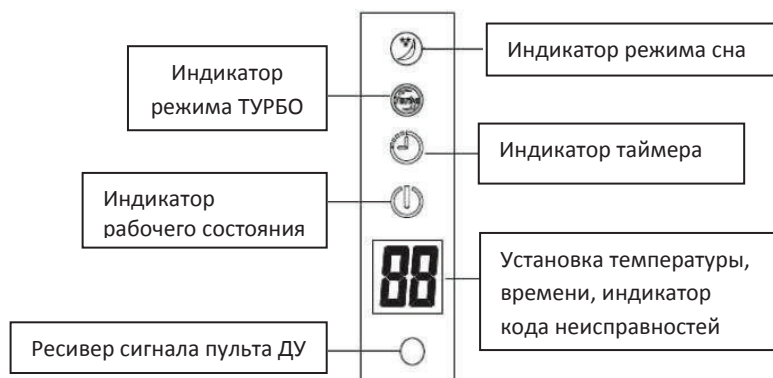 Индикатор режима сна
Индикатор
режима ТУРБО
Индикатор таймера
Индикатор
рабочего состояния
88
Установка температуры,
времени, индикатор
кода неисправностей
Ресивер сигнала пульта ДУ